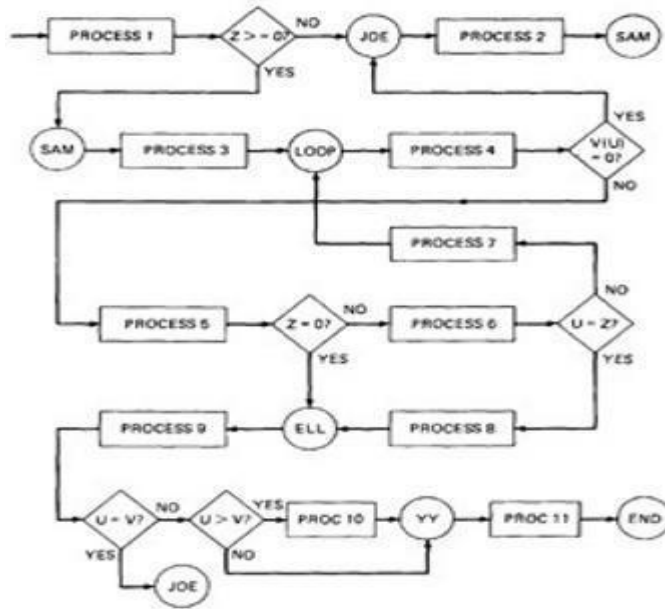 PROCESS 1
Z > = 0?
NO
JOE
PROCESS 2
SAM
YES
SAM
PROCESS 3
LOOP
PROCESS 4
YES
V(U)
= 0?
NO
PROCESS 7
NO
PROCESS 5
Z = 0?
NO
PROCESS 6
U = Z?
YES
YES
PROCESS 9
ELL
PROCESS 8
U = V?
NO
U > V?
YES
PROC 10
YY
PROC 11
END
YES
NO
JOE